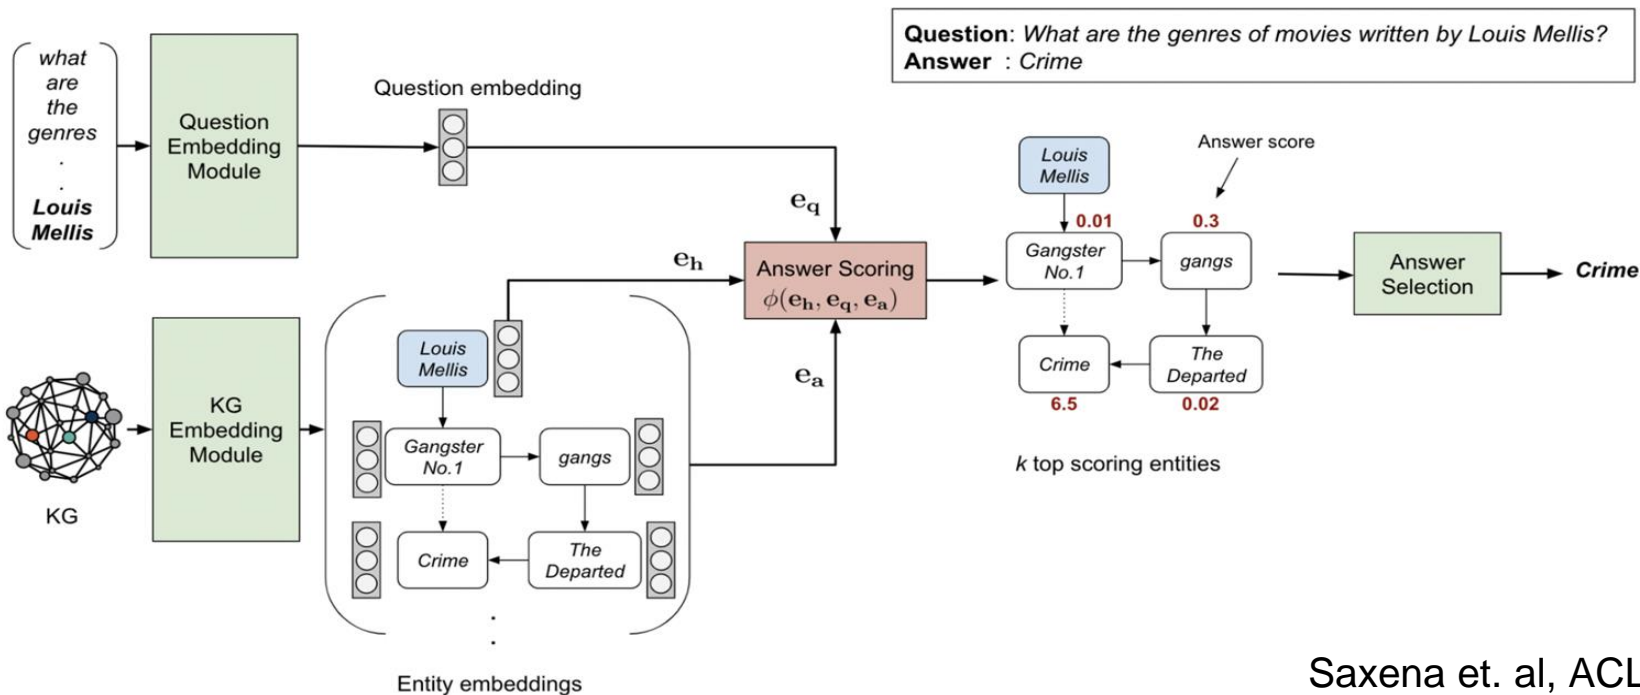 Question: What are the genres of movies written by Louis Mellis?
Answer : Crime
what
are
the
genres
.
.
Louis
Mellis
Question
Embedding
Module
Question embedding
e_q
e_h
e_a
Answer Scoring
ϕ(e_h, e_q, e_a)
KG
KG
Embedding
Module
Louis
Mellis
Gangster
No.1
gangs
Crime
The
Departed
.
.
Entity embeddings
Louis
Mellis
Answer score
0.01
0.3
Gangster
No.1
gangs
Crime
The
Departed
6.5
0.02
k top scoring entities
Answer
Selection
Crime
Saxena et. al, ACL